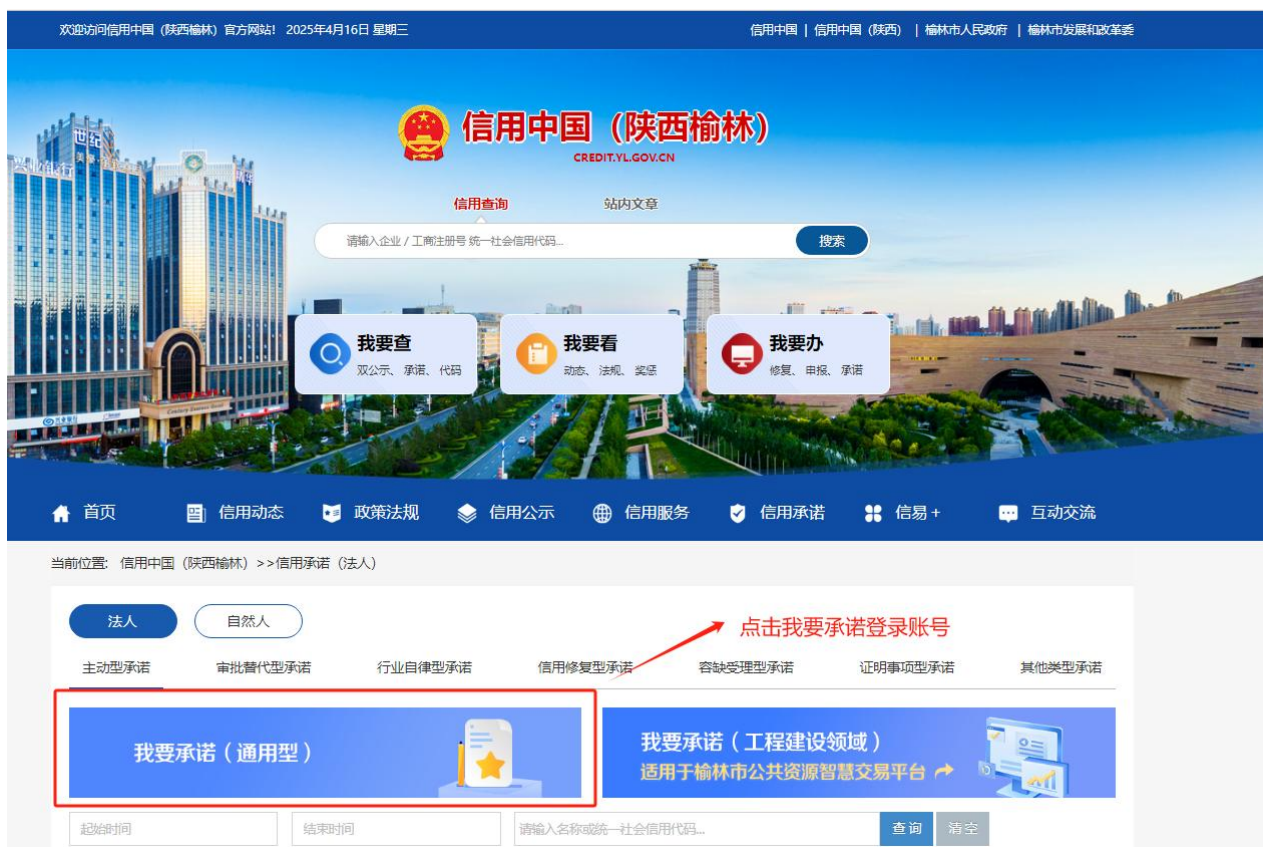 欢迎访问信用中国（陕西榆林）官方网站！ 2025年4月16日 星期三
信用中国 | 信用中国（陕西） | 榆林市人民政府 | 榆林市发展和改革委
世纪
信用中国（陕西榆林）
CREDIT.YL.GOV.CN
信用查询 站内文章
请输入企业 / 工商注册号 统一社会信用代码...
搜索
我要查
双公示、承诺、代码
我要看
动态、法规、奖惩
我要办
修复、申报、承诺
首页 信用动态 政策法规 信用公示 信用服务 信用承诺 信易+ 互动交流
当前位置: 信用中国（陕西榆林）>>信用承诺（法人）
法人 自然人
点击我要承诺登录账号
主动型承诺 审批替代型承诺 行业自律型承诺 信用修复型承诺 容缺受理型承诺 证明事项型承诺 其他类型承诺
我要承诺（通用型）
我要承诺（工程建设领域）
适用于榆林市公共资源智慧交易平台
起始时间 结束时间 请输入名称或统一社会信用代码... 查询 清空